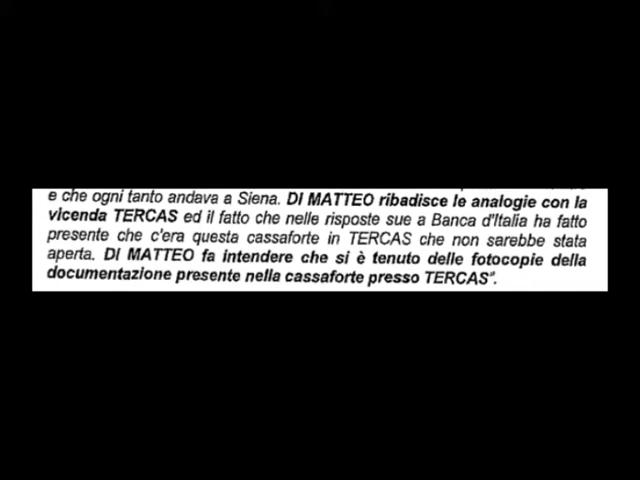 e che ogni tanto andava a Siena. DI MATTEO ribadisce le analogie con la
vicenda TERCAS ed il fatto che nelle risposte sue a Banca d'Italia ha fatto
presente che c'era questa cassaforte in TERCAS che non sarebbe stata
aperta. DI MATTEO fa intendere che si è tenuto delle fotocopie della
documentazione presente nella cassaforte presso TERCAS".